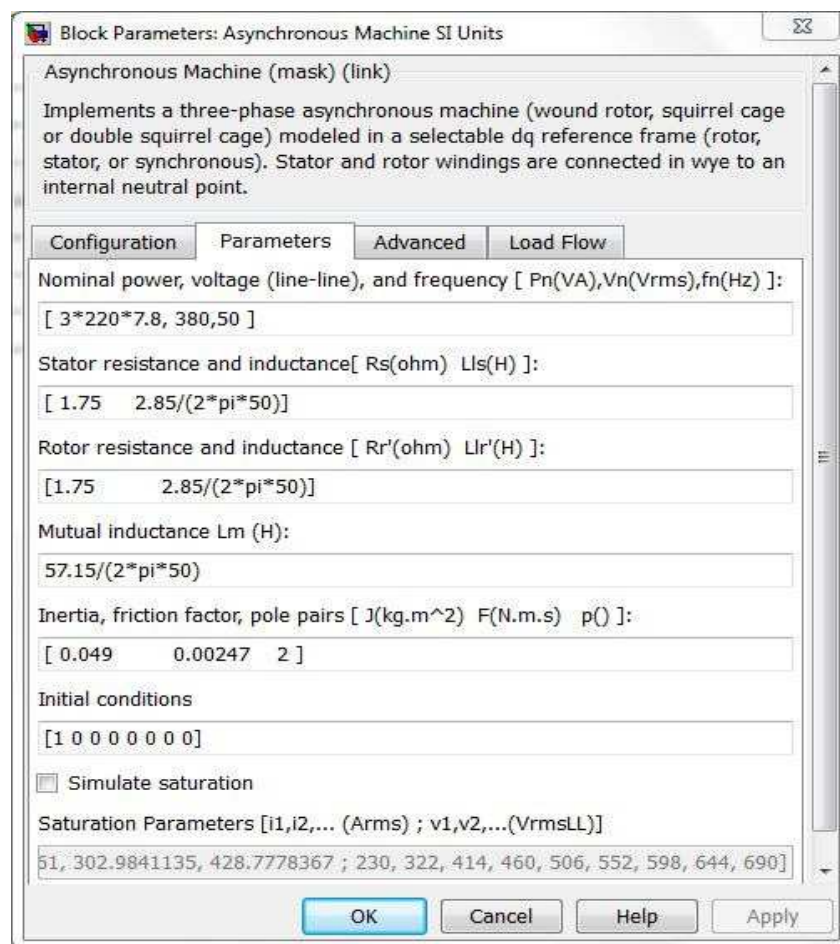 Block Parameters: Asynchronous Machine SI Units
Asynchronous Machine (mask) (link)
Implements a three-phase asynchronous machine (wound rotor, squirrel cage
or double squirrel cage) modeled in a selectable dq reference frame (rotor,
stator, or synchronous). Stator and rotor windings are connected in wye to an
internal neutral point.
Configuration Parameters Advanced Load Flow
Nominal power, voltage (line-line), and frequency [ Pn(VA),Vn(Vrms),fn(Hz) ]:
[ 3*220*7.8, 380,50 ]
Stator resistance and inductance[ Rs(ohm) Lls(H) ]:
[ 1.75 2.85/(2*pi*50)]
Rotor resistance and inductance [ Rr'(ohm) Llr'(H) ]:
[1.75 2.85/(2*pi*50)]
Mutual inductance Lm (H):
57.15/(2*pi*50)
Inertia, friction factor, pole pairs [ J(kg.m^2) F(N.m.s) p() ]:
[ 0.049 0.00247 2 ]
Initial conditions
[1 0 0 0 0 0 0 0]
Simulate saturation
Saturation Parameters [i1,i2,... (Arms) ; v1,v2,...(VrmsLL)]
51, 302.9841135, 428.7778367 ; 230, 322, 414, 460, 506, 552, 598, 644, 690]
OK Cancel Help Apply